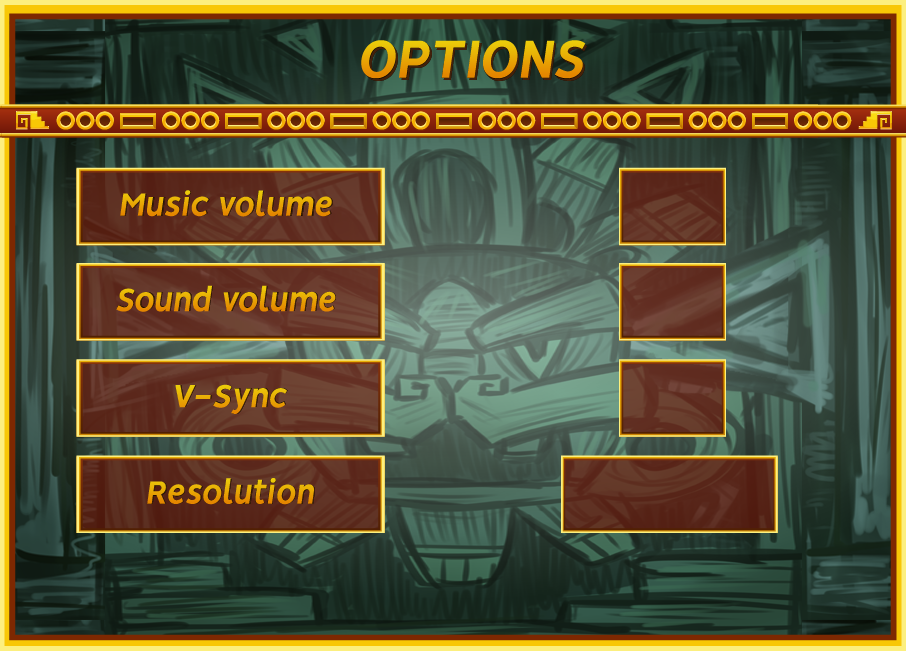 OPTIONS
Music volume
Sound volume
V-Sync
Resolution